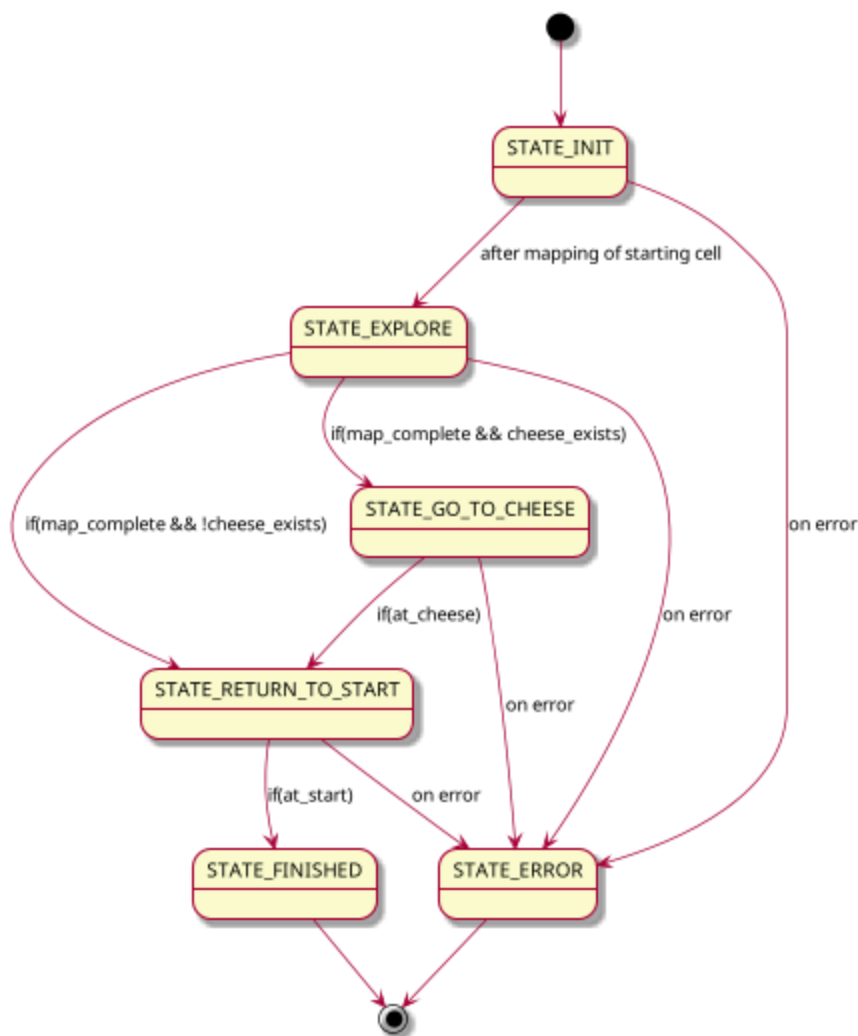 STATE_INIT
after mapping of starting cell
STATE_EXPLORE
if(map_complete && cheese_exists)
STATE_GO_TO_CHEESE
if(map_complete && !cheese_exists)
on error
if(at_cheese)
on error
STATE_RETURN_TO_START
on error
if(at_start)
on error
STATE_FINISHED
STATE_ERROR